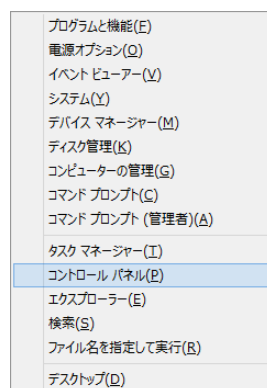 プログラムと機能(F)
電源オプション(O)
イベント ビューアー(V)
システム(Y)
デバイス マネージャー(M)
ディスク管理(K)
コンピューターの管理(G)
コマンド プロンプト(C)
コマンド プロンプト (管理者)(A)
タスク マネージャー(T)
コントロール パネル(P)
エクスプローラー(E)
検索(S)
ファイル名を指定して実行(R)
デスクトップ(D)